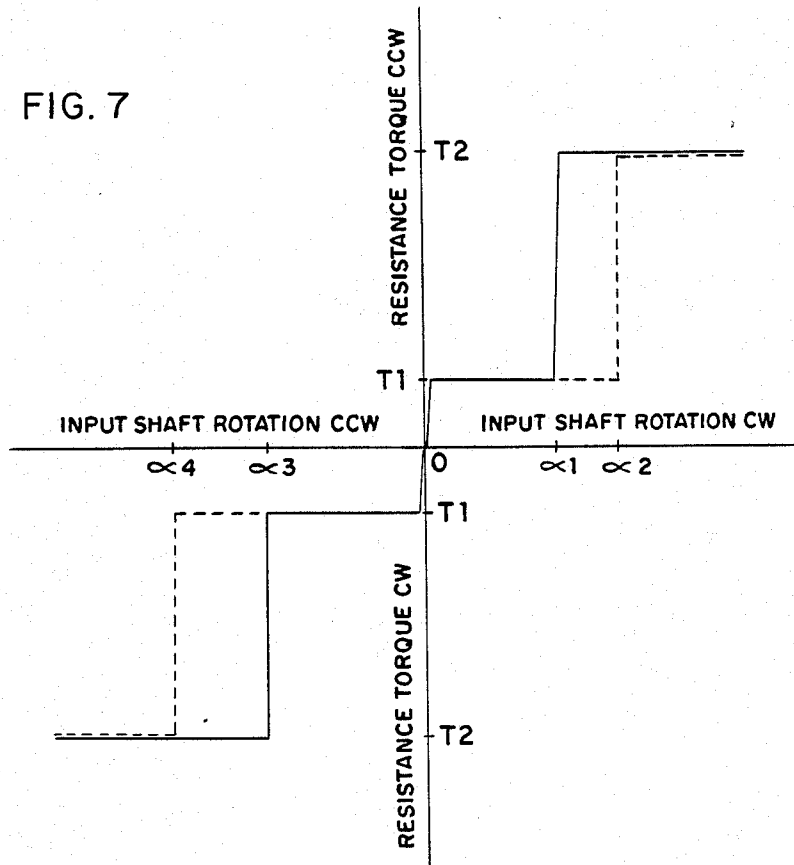 FIG. 7
RESISTANCE TORQUE CCW
T2
T1
INPUT SHAFT ROTATION CCW
INPUT SHAFT ROTATION CW
∝4
∝3
0
∝1
∝2
T1
RESISTANCE TORQUE CW
T2